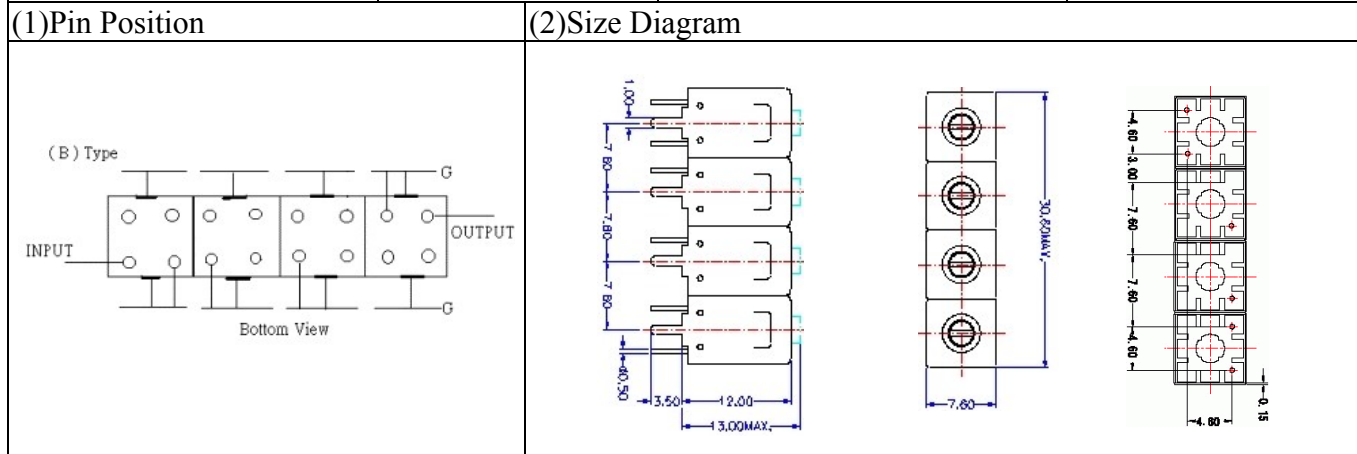 (1)Pin Position
(2)Size Diagram
(B) Type
G
INPUT
OUTPUT
G
Bottom View
1.00
7.60
7.60
7.60
Φ0.50
3.50
12.00
13.00MAX.
30.60MAX.
7.60
4.60
3.00
7.60
7.60
4.60
0.15
4.60